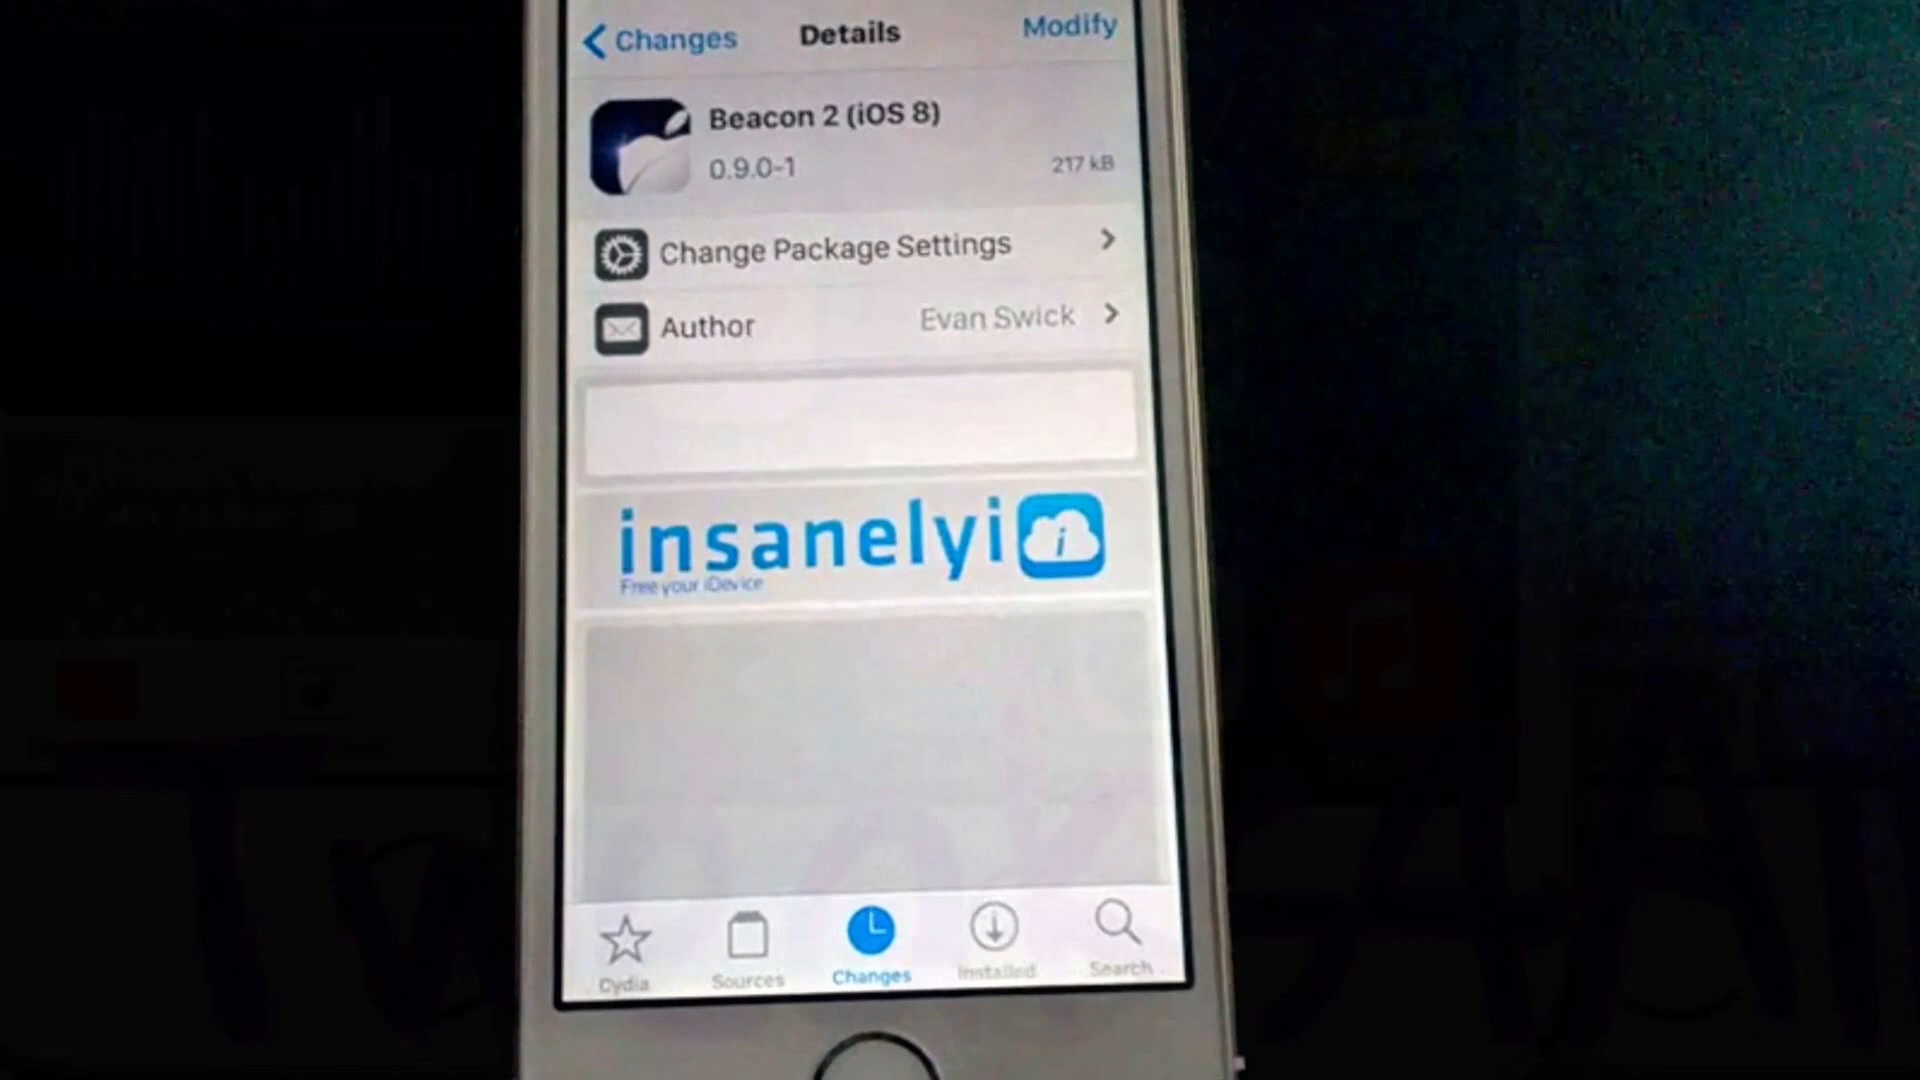 Changes Details Modify
Beacon 2 (iOS 8)
0.9.0-1 217 kB
Change Package Settings
Author Evan Swick
insanelyi i
Free your iDevice
Cydia Sources Changes Installed Search